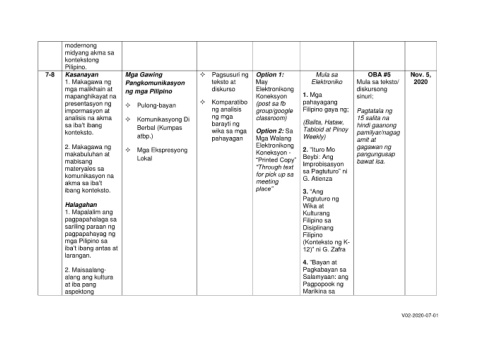 modernong
midyang akma sa
kontekstong
Pilipino.
7-8
Kasanayan
1. Makagawa ng
mga malikhain at
mapanghikayat na
presentasyon ng
impormasyon at
analisis na akma
sa iba't ibang
konteksto.
2. Makagawa ng
makabuluhan at
mabisang
materyales sa
komunikasyon na
akma sa iba't
ibang konteksto.
Halagahan
1. Mapalalim ang
pagpapahalaga sa
sariling paraan ng
pagpapahayag ng
mga Pilipino sa
iba't ibang antas at
larangan.
2. Maisaalang-
alang ang kultura
at iba pang
aspektong
Mga Gawing
Pangkomunikasyon
ng mga Pilipino
❖ Pulong-bayan
❖ Komunikasyong Di
Berbal (Kumpas
atbp.)
❖ Mga Ekspresyong
Lokal
❖ Pagsusuri ng
teksto at
diskurso
❖ Komparatibo
ng analisis
ng mga
barayti ng
wika sa mga
pahayagan
Option 1:
May
Elektronikong
Koneksyon
(post sa fb
group/google
classroom)
Option 2: Sa
Mga Walang
Elektronikong
Koneksyon -
"Printed Copy"
"Through text
for pick up sa
meeting
place"
Mula sa
Elektroniko
1. Mga
pahayagang
Filipino gaya ng;
(Balita, Hataw,
Tabloid at Pinoy
Weekly)
2. "Ituro Mo
Beybi: Ang
Improbisasyon
sa Pagtuturo" ni
G. Atienza
3. "Ang
Pagtuturo ng
Wika at
Kulturang
Filipino sa
Disiplinang
Filipino
(Konteksto ng K-
12)" ni G. Zafra
4. "Bayan at
Pagkabayan sa
Salamyaan: ang
Pagpopook ng
Marikina sa
OBA #5
Mula sa teksto/
diskursong
sinuri;
Pagtatala ng
15 salita na
hindi gaanong
pamilyar/nagag
amit at
gagawan ng
pangungusap
bawat isa.
Nov. 5,
2020
V02-2020-07-01